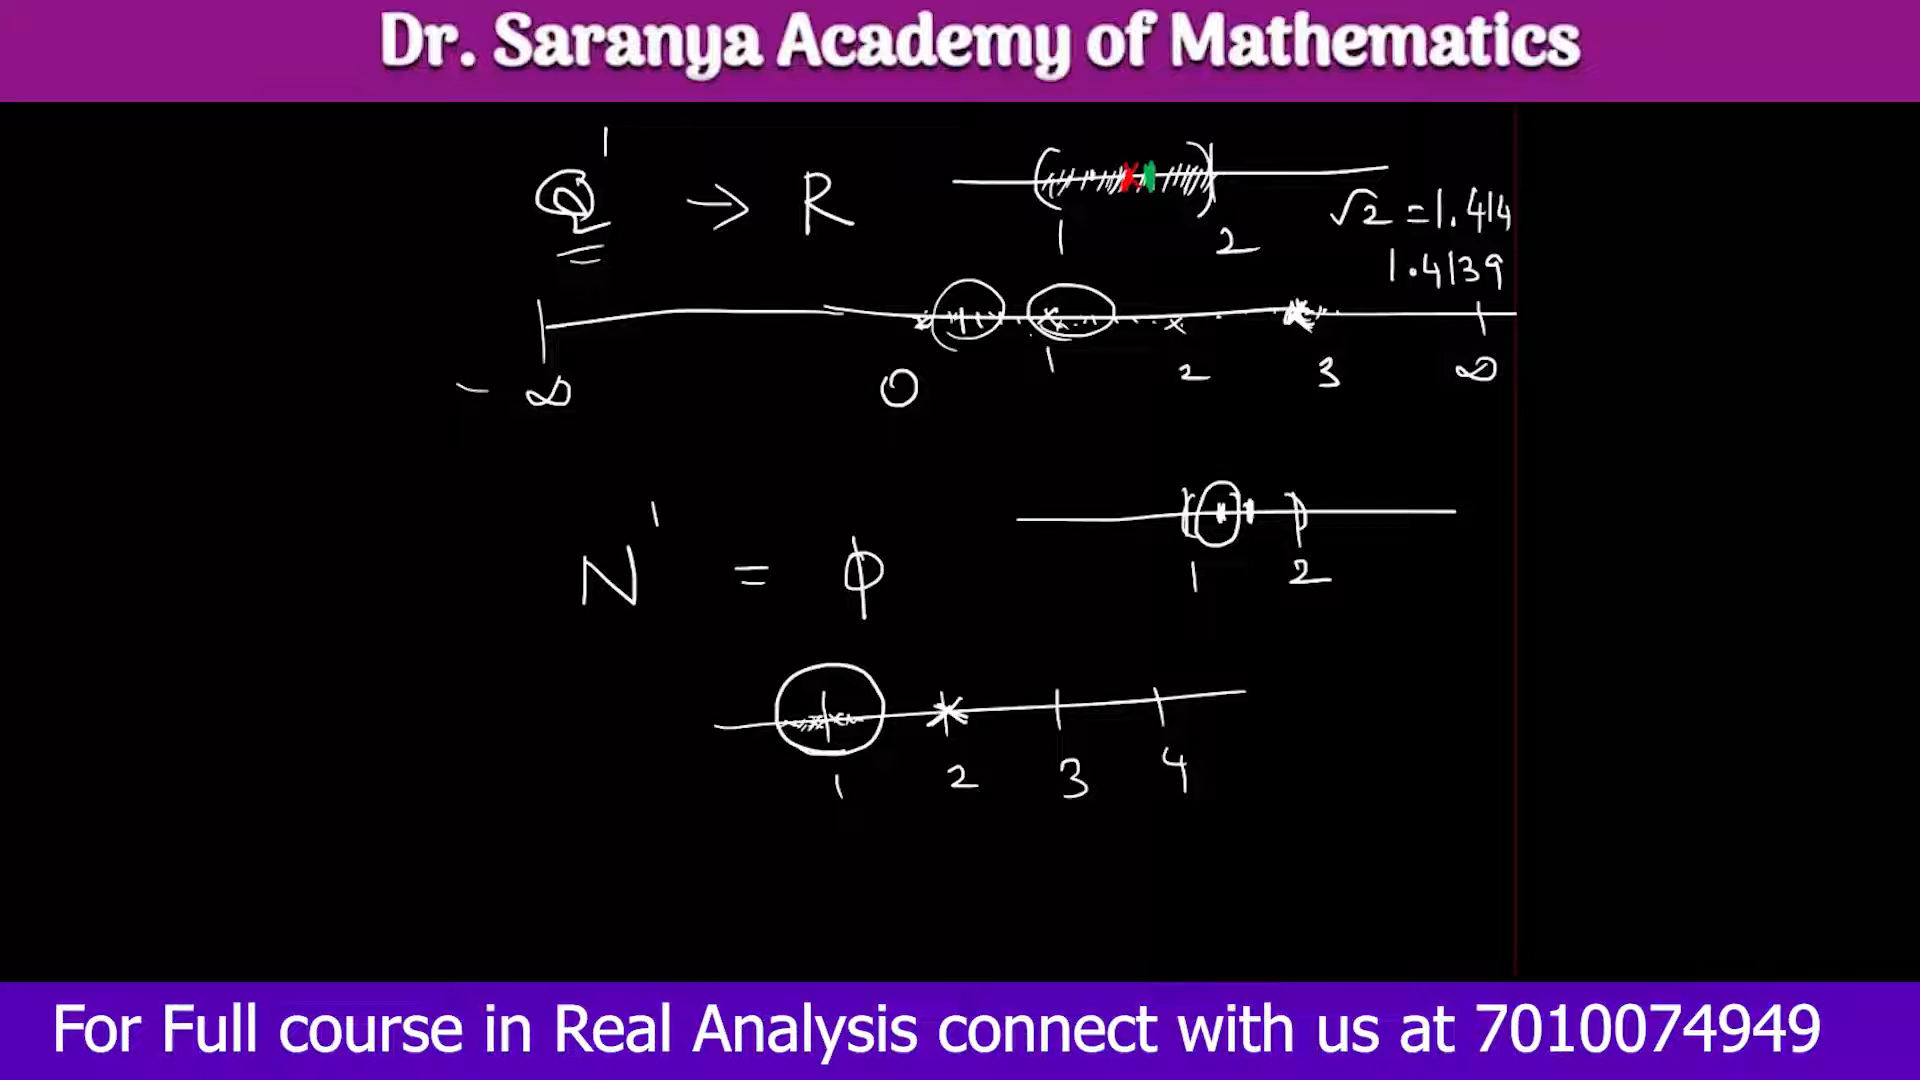 Dr. Saranya Academy of Mathematics
Q' → R
1 2
√2 = 1.414
1.4139
- ∞ 0 1 2 3 ∞
N' = ϕ
1 2
1 2 3 4
For Full course in Real Analysis connect with us at 7010074949